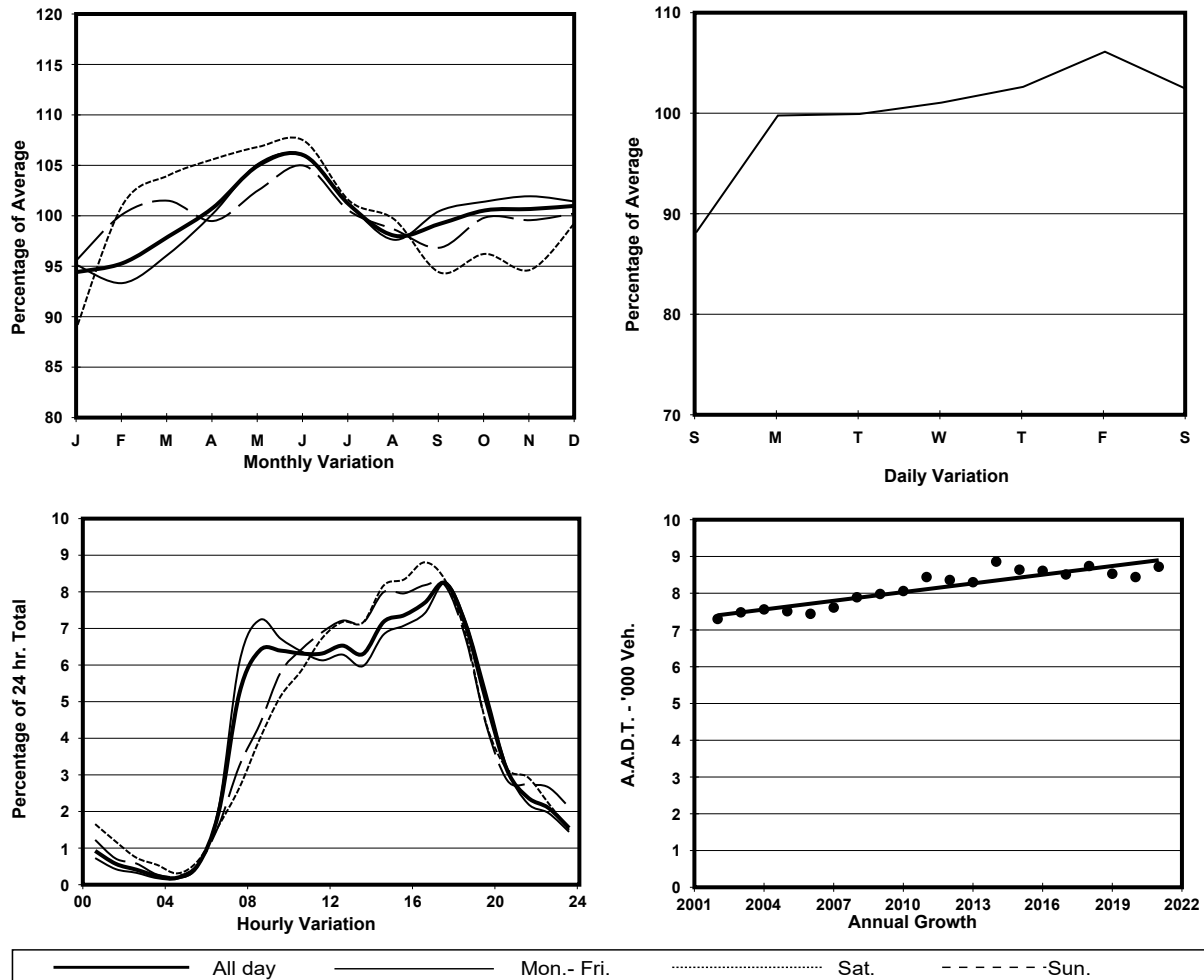 120
115
110
105
100
95
90
85
80
Percentage of Average
J F M A M J J A S O N D
Monthly Variation
110
100
90
80
70
Percentage of Average
S M T W T F S
Daily Variation
10
9
8
7
6
5
4
3
2
1
0
Percentage of 24 hr. Total
00 04 08 12 16 20 24
Hourly Variation
10
9
8
7
6
5
4
3
2
1
0
A.A.D.T. - '000 Veh.
2001 2004 2007 2010 2013 2016 2019 2022
Annual Growth
All day Mon.- Fri. Sat. Sun.